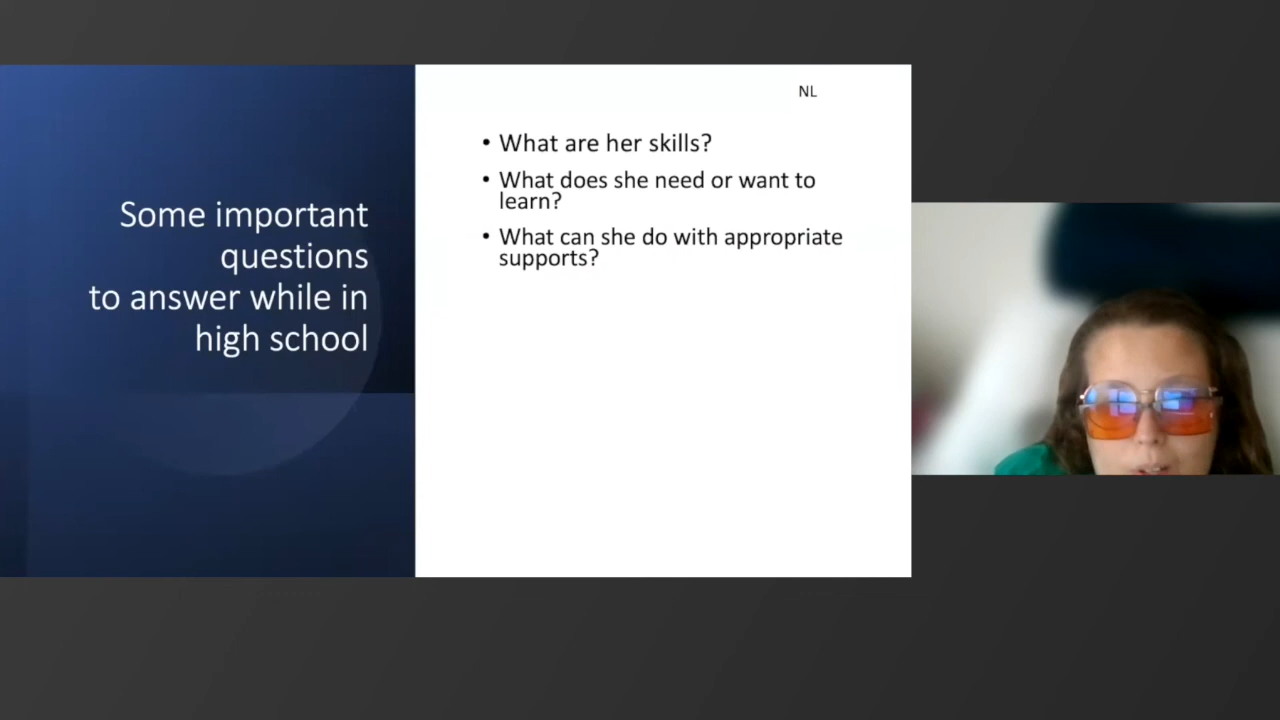 Some important
questions
to answer while in
high school
NL
• What are her skills?
• What does she need or want to
learn?
• What can she do with appropriate
supports?